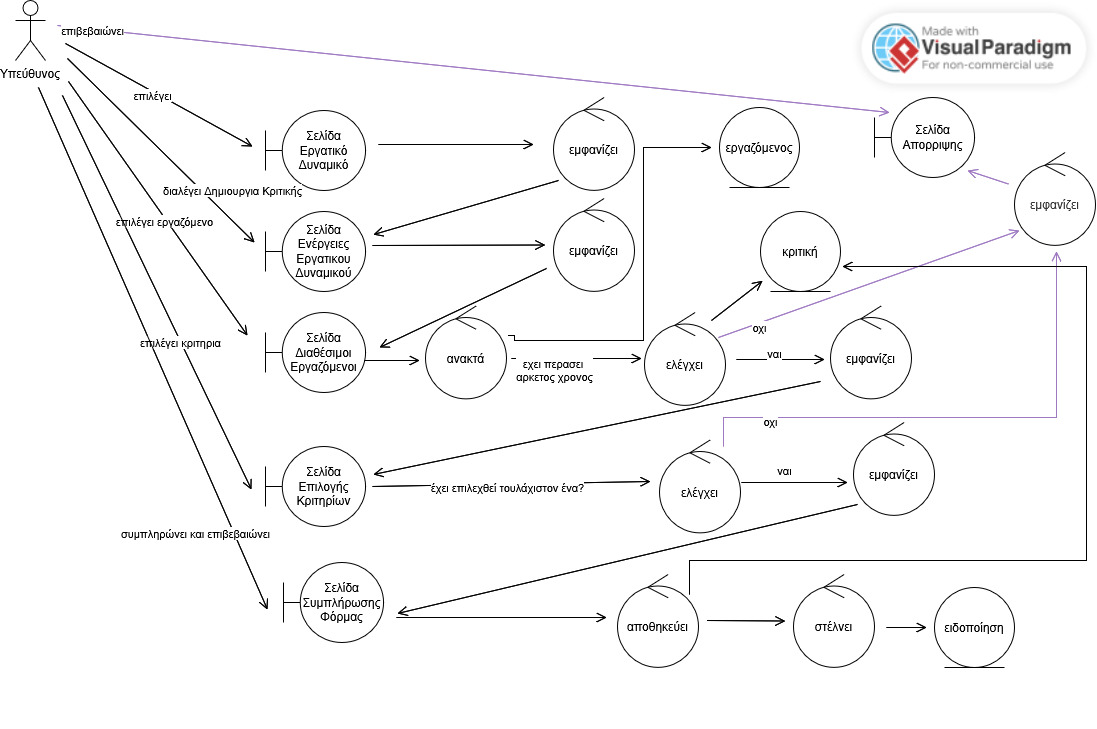 επιβεβαιώνει
Made with
VisualParadigm
For non-commercial use
Υπεύθυνος
επιλέγει
Σελίδα
Εργατικό
Δυναμικό
εμφανίζει
εργαζόμενος
Σελίδα
Απορριψης
εμφανίζει
διαλέγει Δημιουργια Κριτικής
επιλέγει εργαζόμενο
Σελίδα
Ενέργειες
Εργατικου
Δυναμικού
εμφανίζει
κριτική
επιλέγει κριτηρια
Σελίδα
Διαθέσιμοι
Εργαζόμενοι
ανακτά
εχει περασει
αρκετος χρονος
ελέγχει
οχι
ναι
εμφανίζει
οχι
Σελίδα
Επιλογής
Κριτηρίων
έχει επιλεχθεί τουλάχιστον ένα?
ελέγχει
ναι
εμφανίζει
συμπληρώνει και επιβεβαιώνει
Σελίδα
Συμπλήρωσης
Φόρμας
αποθηκεύει
στέλνει
ειδοποίηση